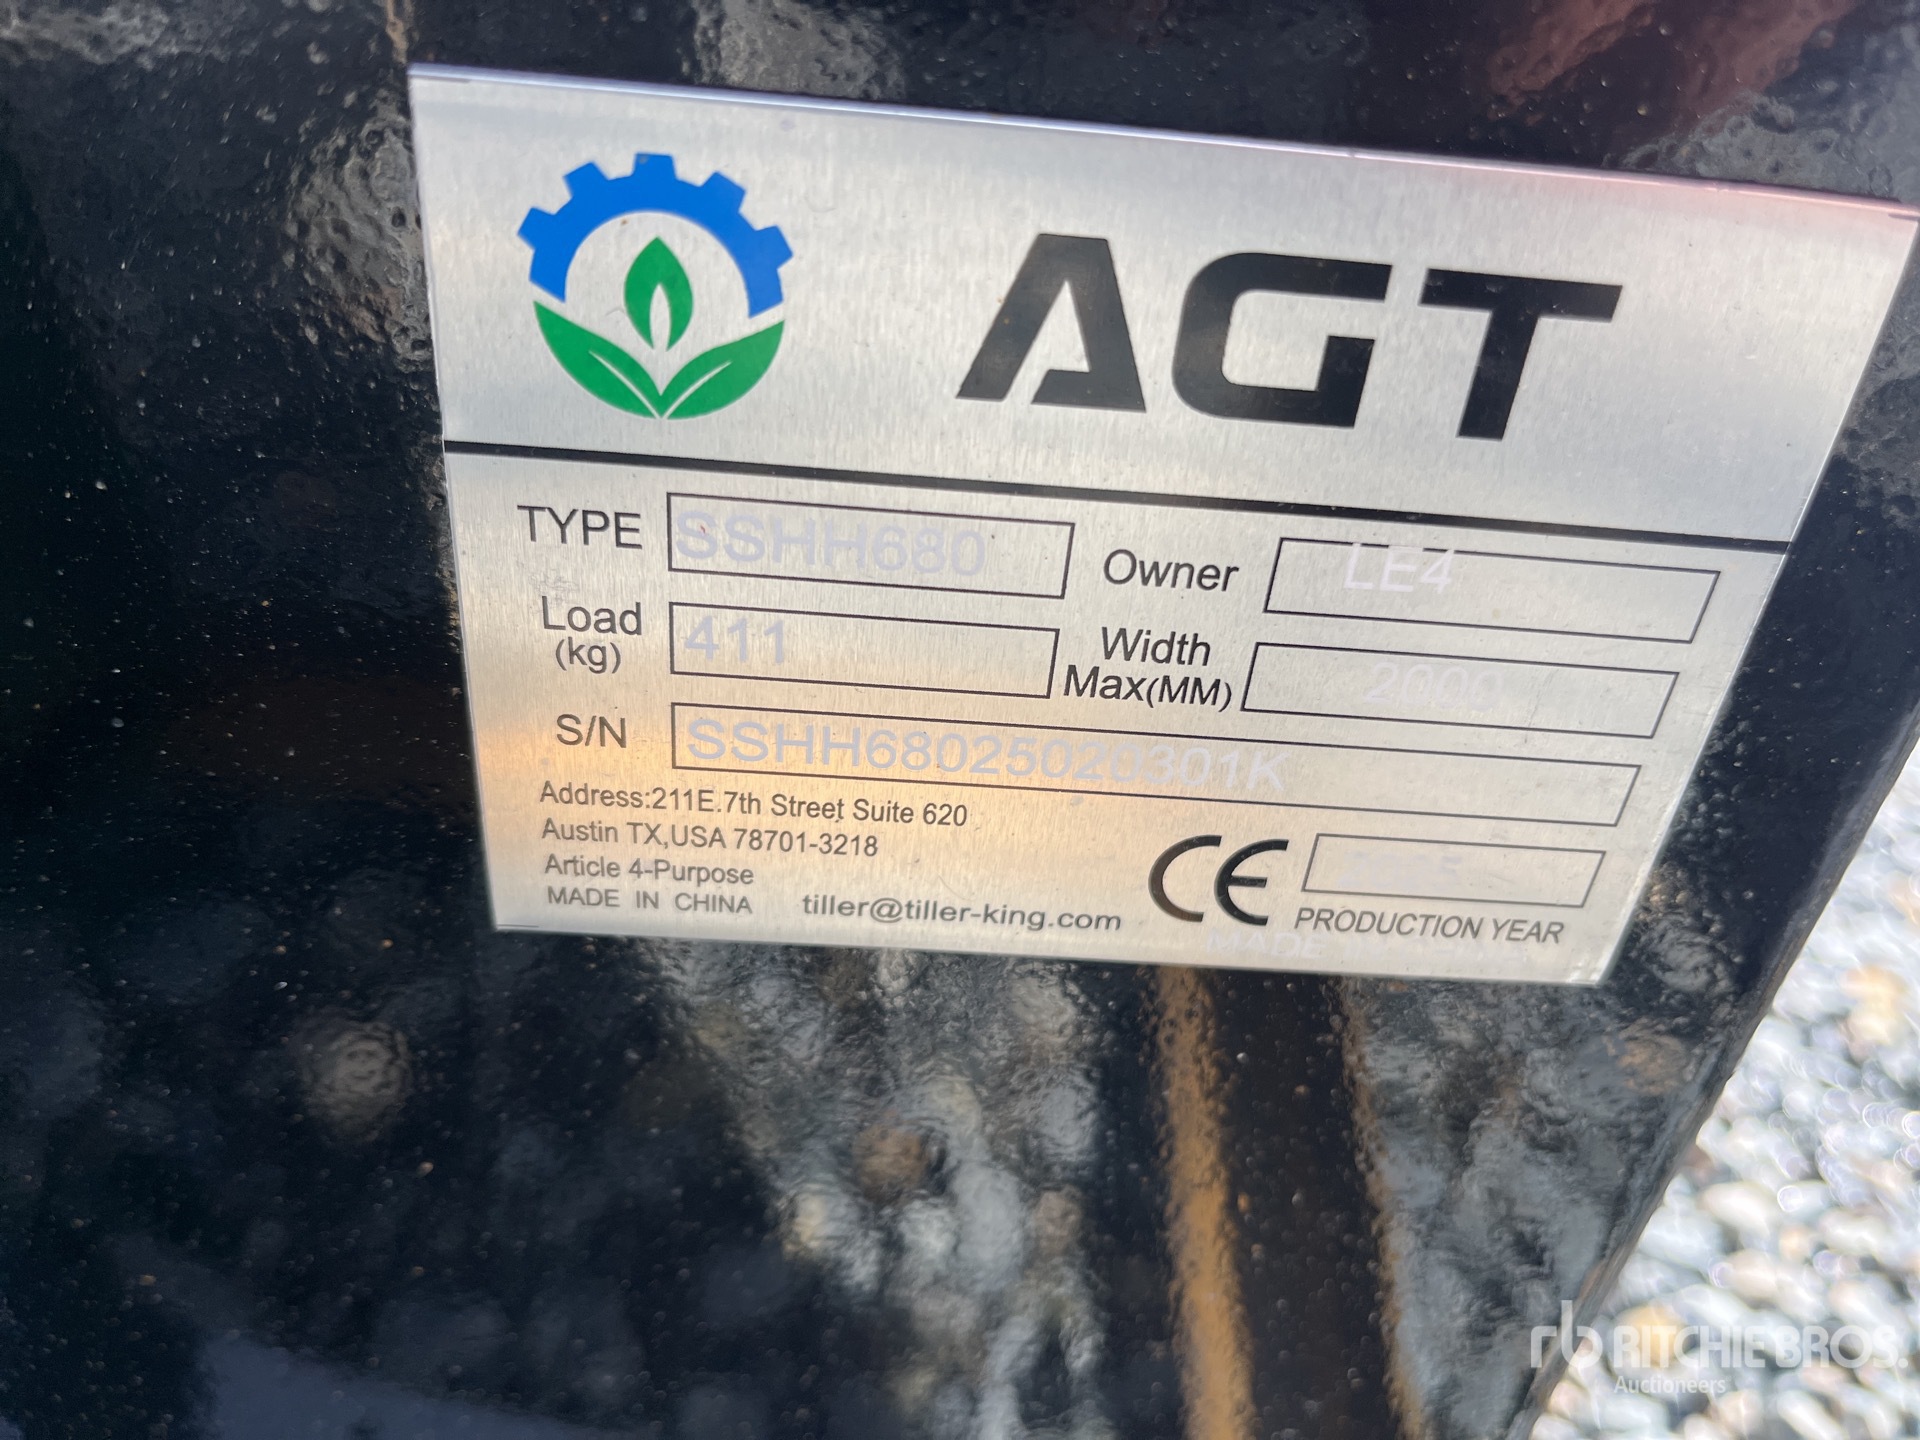 AGT
TYPE SSHH680 Owner LE4
Load (kg) 411 Width Max(MM) 2000
S/N SSHH68025020301K
Address:211E.7th Street Suite 620
Austin TX,USA 78701-3218
Article 4-Purpose
MADE IN CHINA tiller@tiller-king.com CE PRODUCTION YEAR
MADE
rb RITCHIE BROS.
Auctioneers